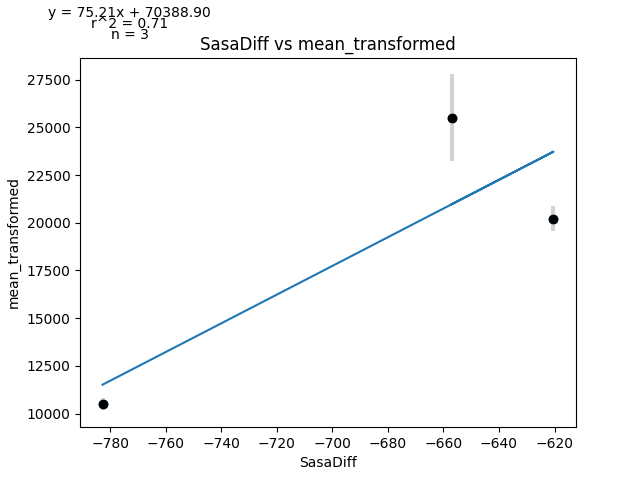 y = 75.21x + 70388.90
r^2 = 0.71
n = 3
SasaDiff vs mean_transformed
27500
25000
22500
20000
17500
15000
12500
10000
mean_transformed
−780 −760 −740 −720 −700 −680 −660 −640 −620
SasaDiff